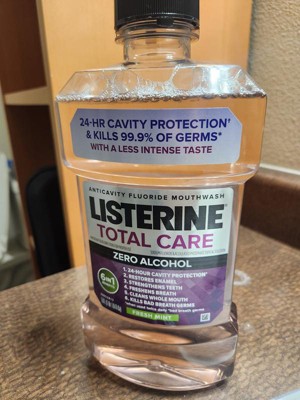 24-HR CAVITY PROTECTION†
& KILLS 99.9% OF GERMS*
WITH A LESS INTENSE TASTE
ANTICAVITY FLUORIDE MOUTHWASH
LISTERINE
TOTAL CARE
ZERO ALCOHOL
6in1
1. 24-HOUR CAVITY PROTECTION†
2. RESTORES ENAMEL
3. STRENGTHENS TEETH
4. FRESHENS BREATH
5. CLEANS WHOLE MOUTH
6. KILLS BAD BREATH GERMS
FRESH MINT